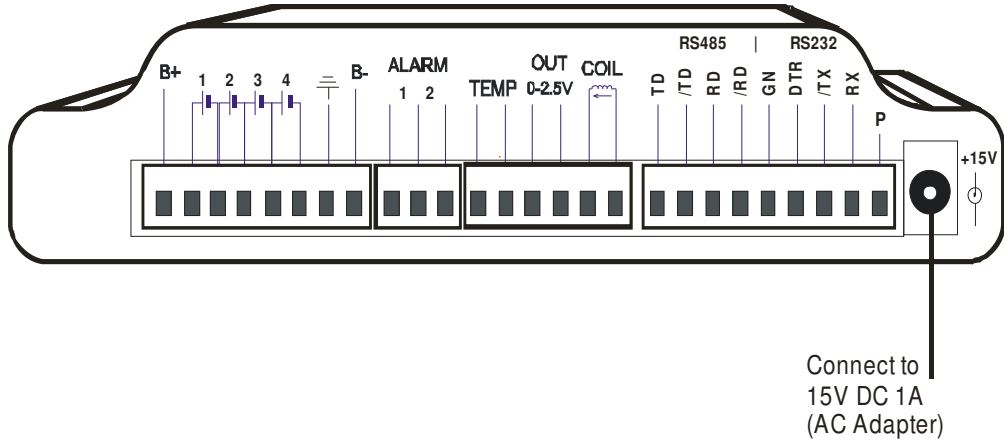 RS485 | RS232
B+ 1 2 3 4 B- ALARM OUT COIL
1 2 TEMP 0-2.5V
TD /TD RD /RD GN DTR /TX RX P
+15V
Connect to
15V DC 1A
(AC Adapter)